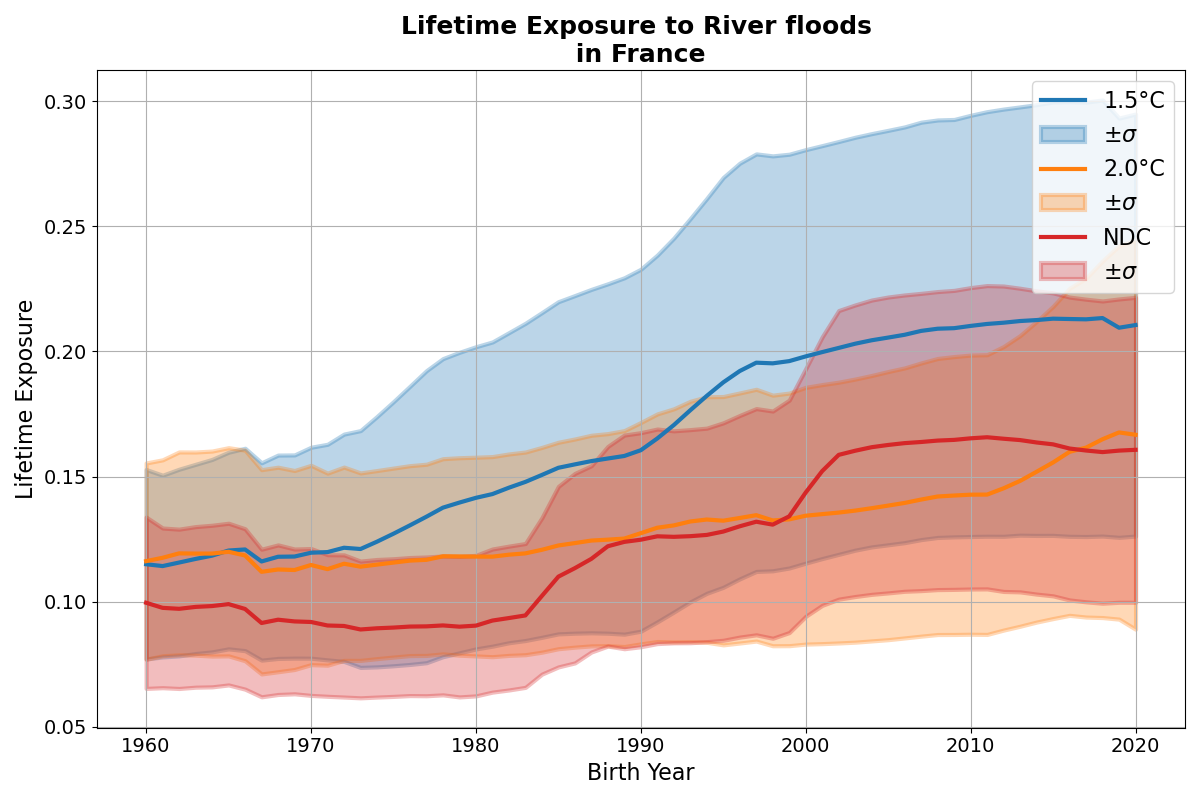 Lifetime Exposure to River floods
in France
Lifetime Exposure
0.30
0.25
0.20
0.15
0.10
0.05
1960
1970
1980
1990
2000
2010
2020
Birth Year
1.5°C
±σ
2.0°C
±σ
NDC
±σ